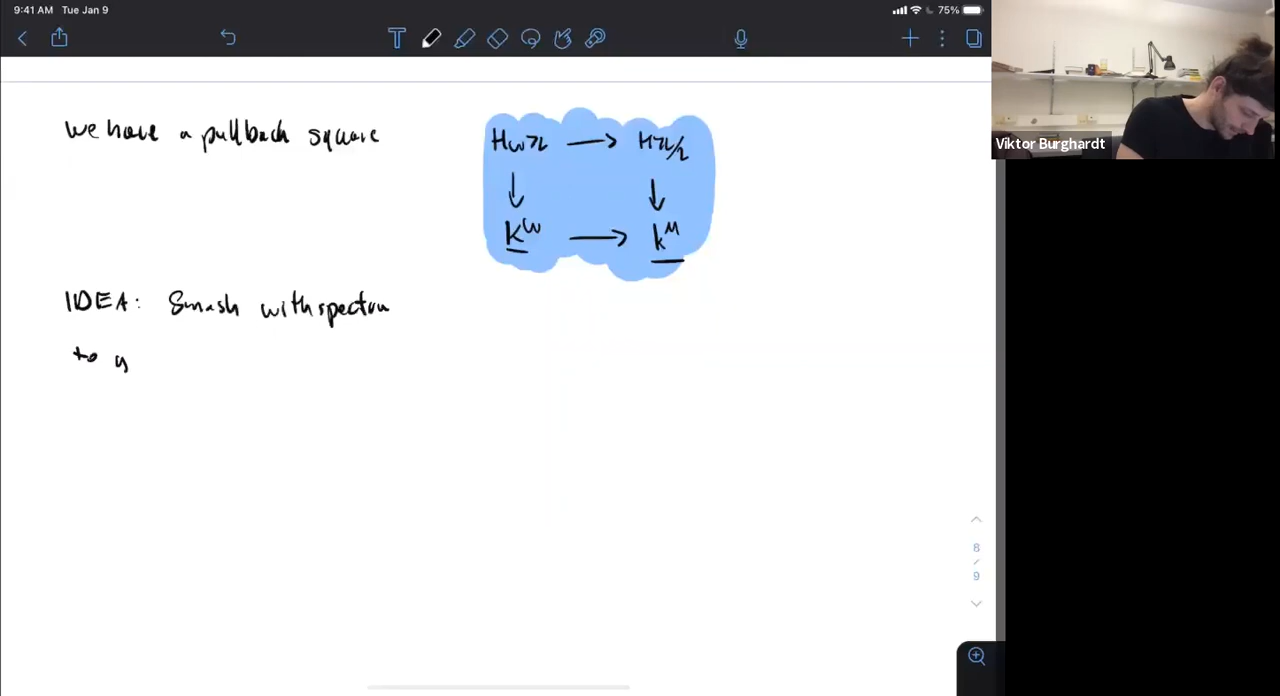 9:41 AM Tue Jan 9
75%
T
Viktor Burghardt
we have a pullback square
H_Wℤ → Hℤ/2
↓ ↓
K^W → k^M
IDEA: Smash with spectra
to y
8
9